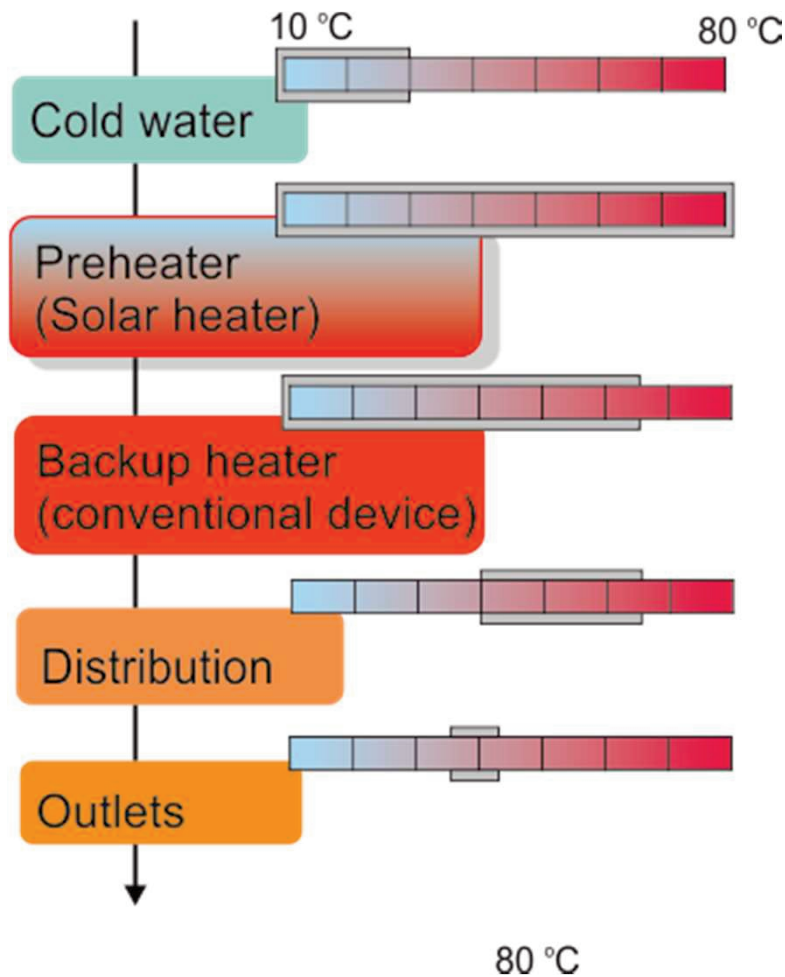 10 °C
80 °C
Cold water
Preheater
(Solar heater)
Backup heater
(conventional device)
Distribution
Outlets
80 °C